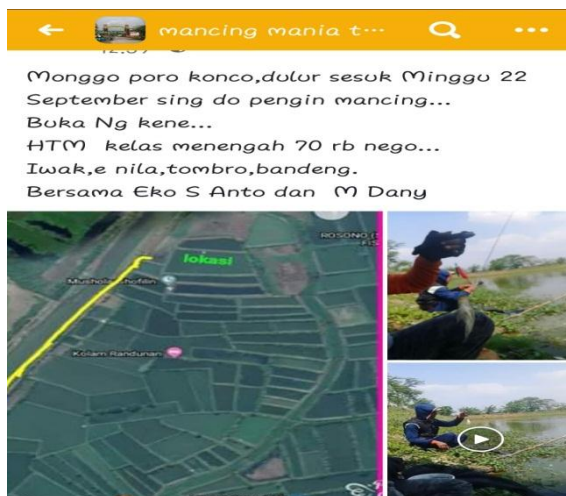 mancing mania t...
Monggo poro konco,dulur sesuk Minggu 22
September sing do pengin mancing...
Buka Ng kene...
HTM kelas menengah 70 rb nego...
Iwak,e nila,tombro,bandeng.
Bersama Eko S Anto dan M Dany
ROSONO
lokasi
Mushola
Kolam Randunan